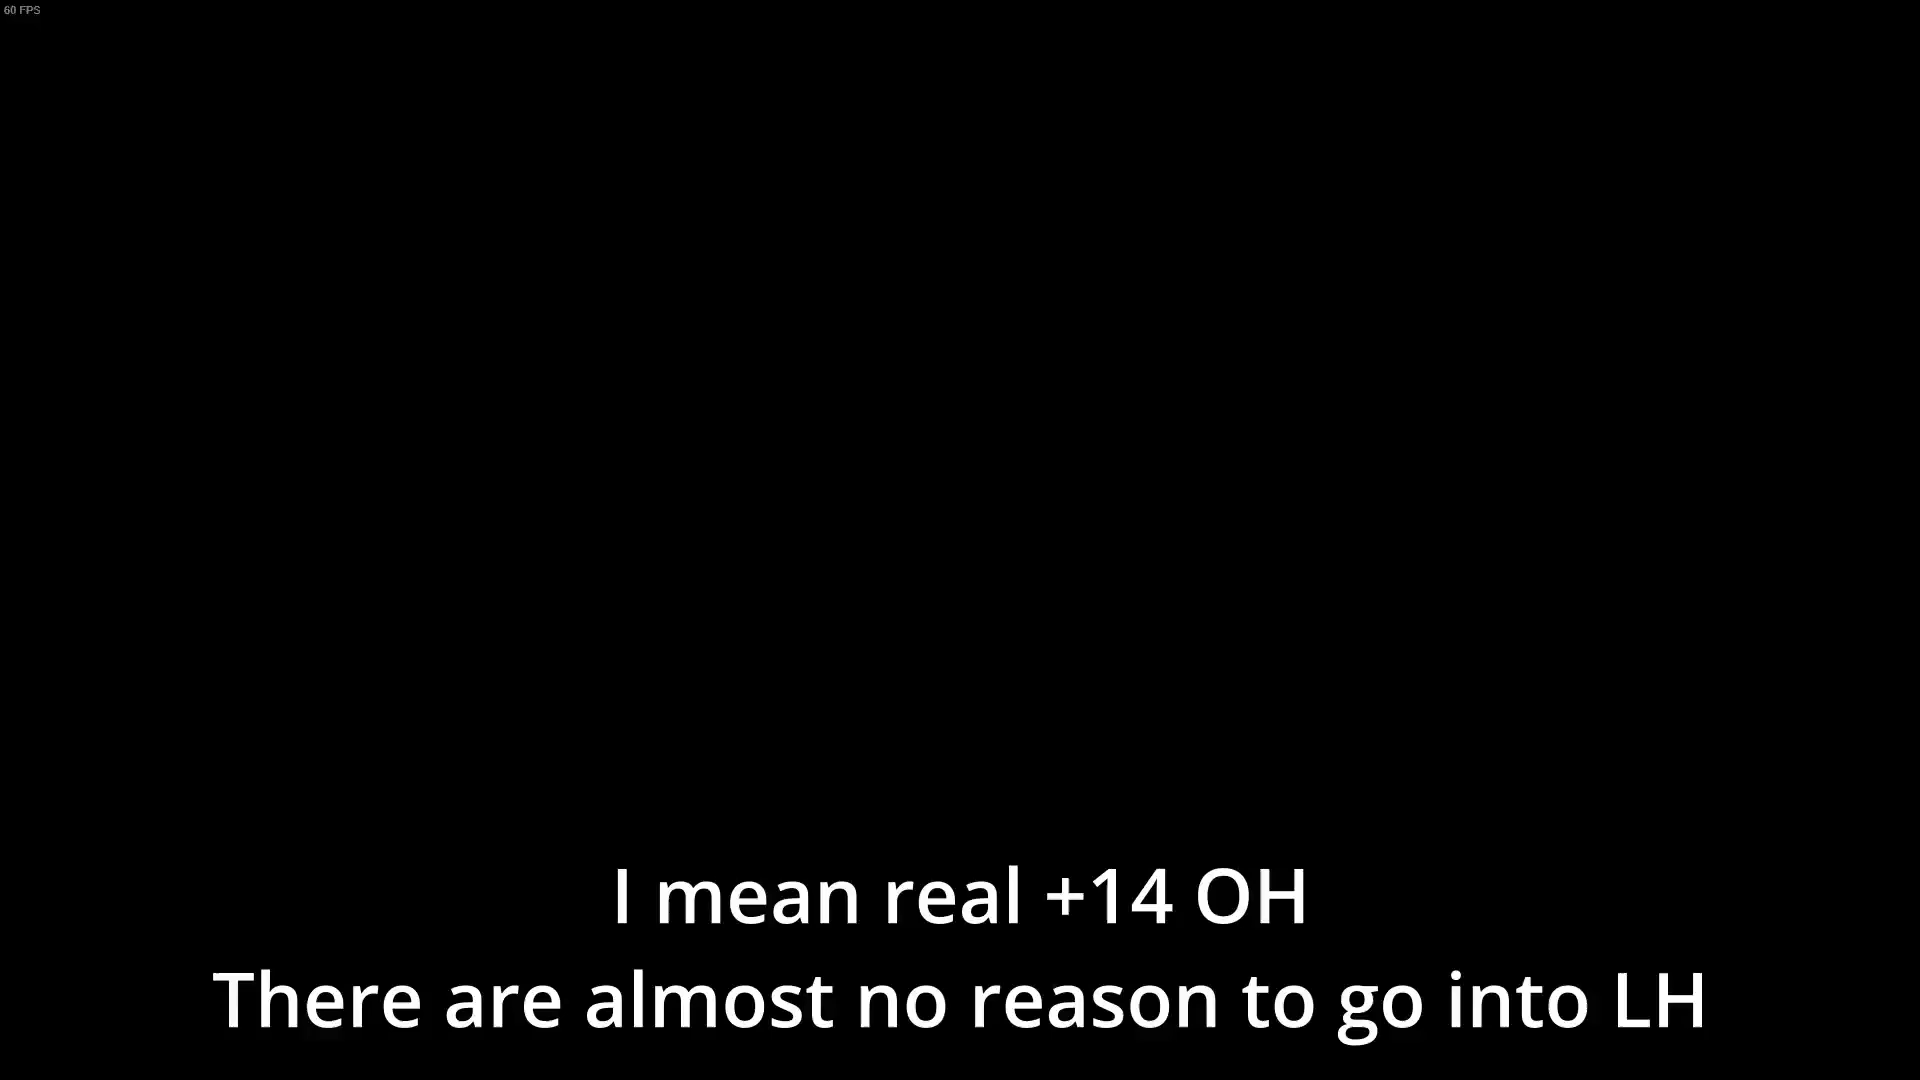 60 FPS
I mean real +14 OH
There are almost no reason to go into LH